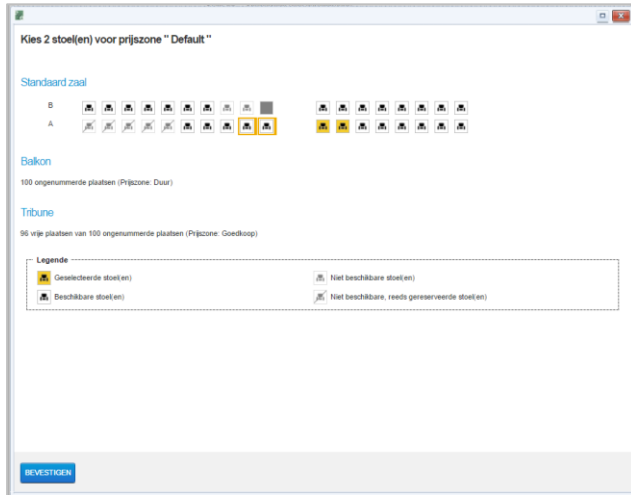 Kies 2 stoel(en) voor prijszone " Default "
Standaard zaal
B
A
Balkon
100 ongenummerde plaatsen (Prijszone: Duur)
Tribune
96 vrije plaatsen van 100 ongenummerde plaatsen (Prijszone: Goedkoop)
Legende
Geselecteerde stoel(en)
Niet beschikbare stoel(en)
Beschikbare stoel(en)
Niet beschikbare, reeds gereserveerde stoel(en)
BEVESTIGEN